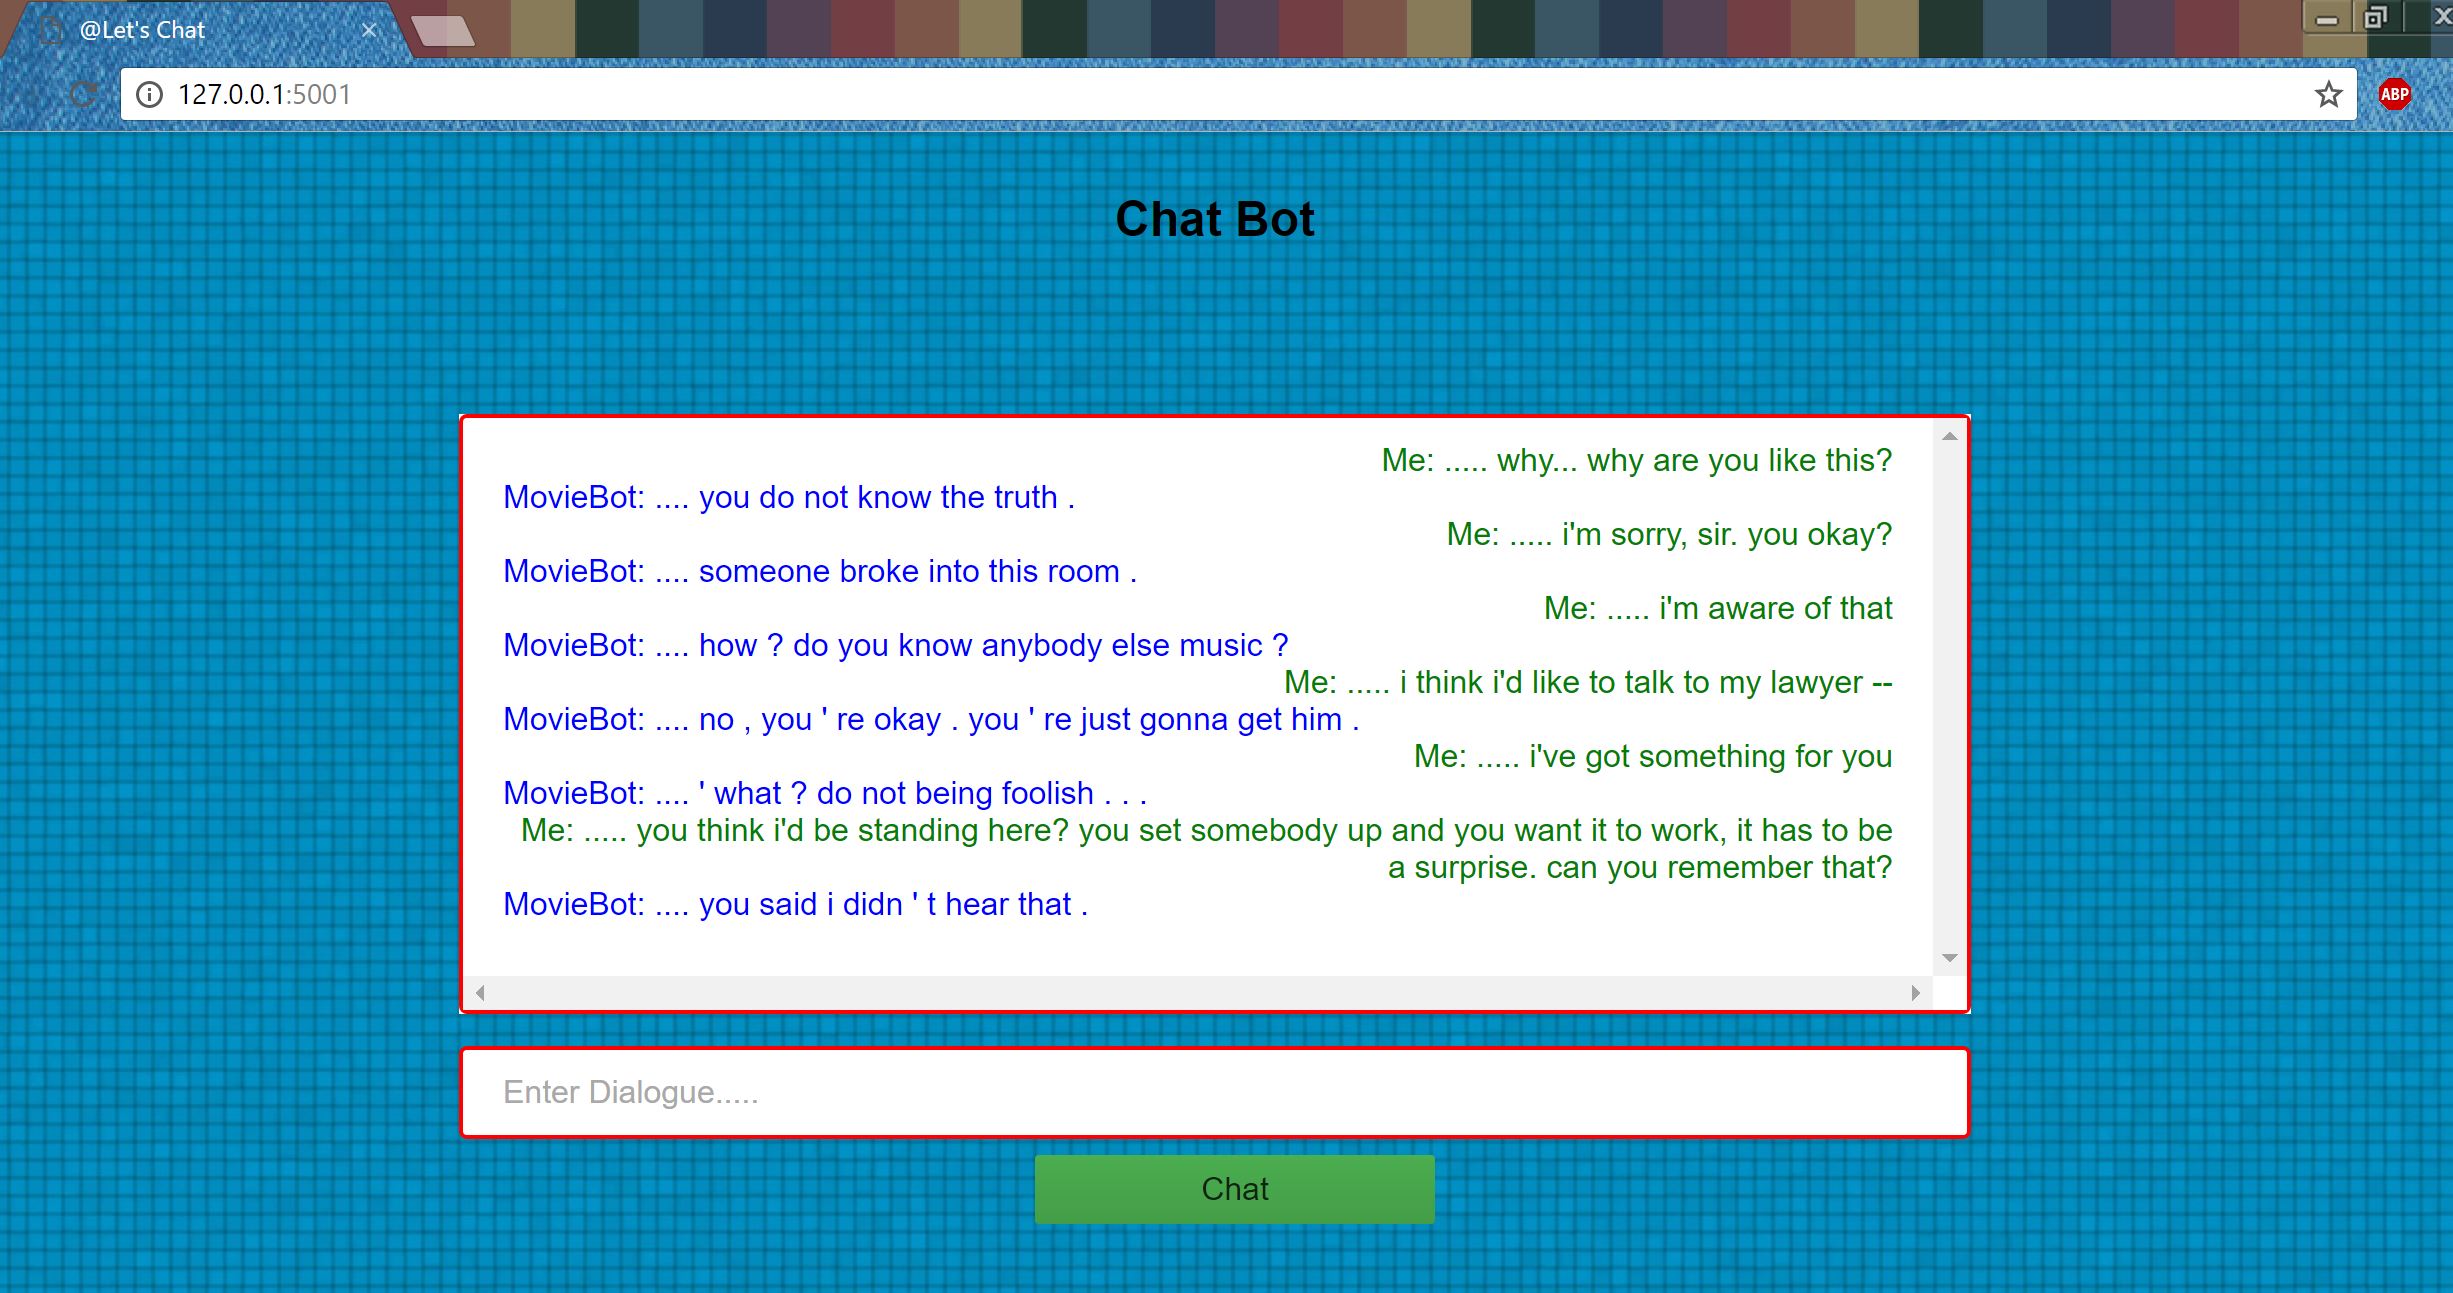 @Let's Chat
127.0.0.1:5001
ABP
Chat Bot
Me: ..... why... why are you like this?
MovieBot: .... you do not know the truth .
Me: ..... i'm sorry, sir. you okay?
MovieBot: .... someone broke into this room .
Me: ..... i'm aware of that
MovieBot: .... how ? do you know anybody else music ?
Me: ..... i think i'd like to talk to my lawyer --
MovieBot: .... no , you ' re okay . you ' re just gonna get him .
Me: ..... i've got something for you
MovieBot: .... ' what ? do not being foolish . . .
Me: ..... you think i'd be standing here? you set somebody up and you want it to work, it has to be
a surprise. can you remember that?
MovieBot: .... you said i didn ' t hear that .
Enter Dialogue.....
Chat